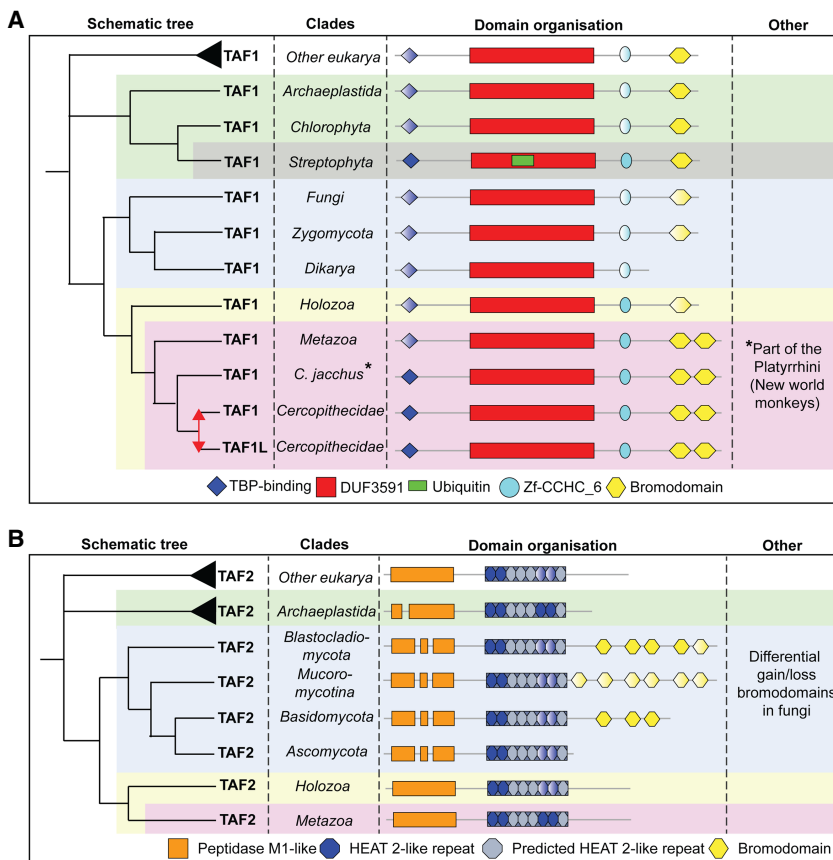 A
Schematic tree Clades Domain organisation Other
TAF1 Other eukarya
TAF1 Archaeplastida
TAF1 Chlorophyta
TAF1 Streptophyta
TAF1 Fungi
TAF1 Zygomycota
TAF1 Dikarya
TAF1 Holozoa
TAF1 Metazoa
TAF1 C. jacchus*
TAF1 Cercopithecidae
TAF1L Cercopithecidae
*Part of the
Platyrrhini
(New world
monkeys)
TBP-binding DUF3591 Ubiquitin Zf-CCHC_6 Bromodomain
B
Schematic tree Clades Domain organisation Other
TAF2 Other eukarya
TAF2 Archaeplastida
TAF2 Blastocladio-
mycota
TAF2 Mucoro-
mycotina
TAF2 Basidomycota
TAF2 Ascomycota
TAF2 Holozoa
TAF2 Metazoa
Differential
gain/loss
bromodomains
in fungi
Peptidase M1-like HEAT 2-like repeat Predicted HEAT 2-like repeat Bromodomain